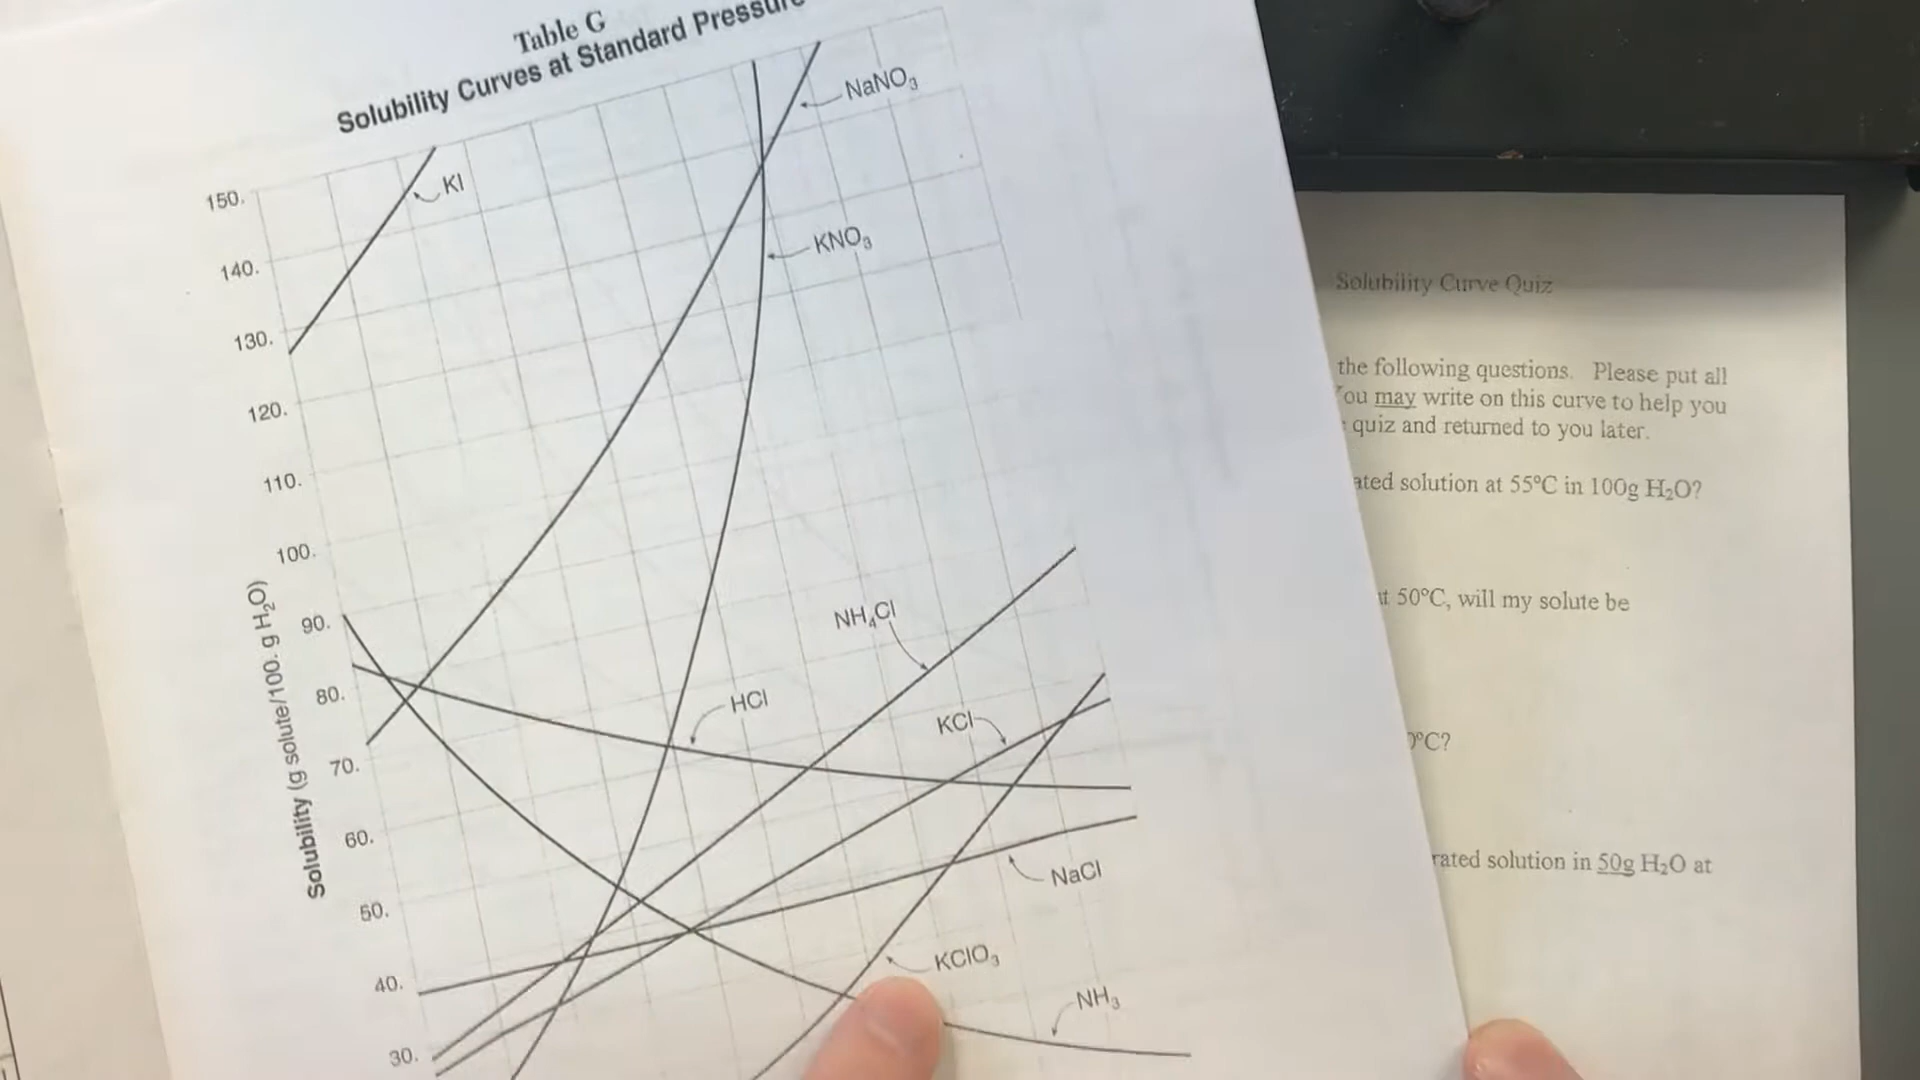 Table G
Solubility Curves at Standard Pressure
NaNO₃
KI
KNO₃
150.
140.
130.
120.
110.
100.
90.
80.
70.
60.
50.
40.
30.
Solubility (g solute/100. g H₂O)
NH₄Cl
HCl
KCl
NaCl
KClO₃
NH₃
Solubility Curve Quiz
the following questions. Please put all
ou may write on this curve to help you
quiz and returned to you later.
ated solution at 55°C in 100g H₂O?
50°C, will my solute be
°C?
rated solution in 50g H₂O at